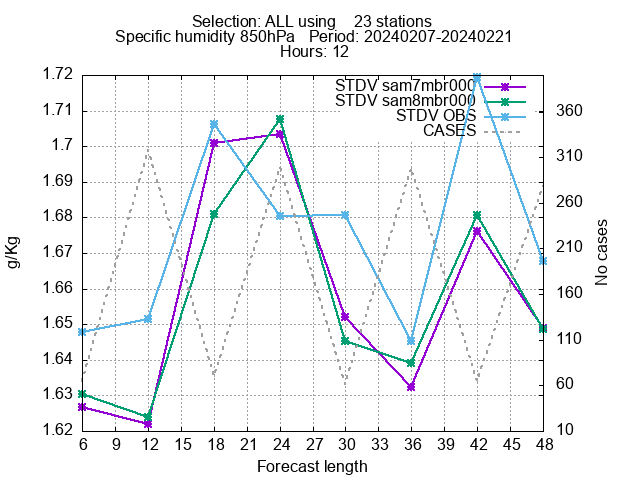 Selection: ALL using    23 stations
Specific humidity 850hPa   Period: 20240207-20240221
Hours: 12
STDV sam7mbr000
STDV sam8mbr000
STDV OBS
CASES
g/Kg
1.72
1.71
1.7
1.69
1.68
1.67
1.66
1.65
1.64
1.63
1.62
360
310
260
210
160
110
60
10
No cases
6 9 12 15 18 21 24 27 30 33 36 39 42 45 48
Forecast length